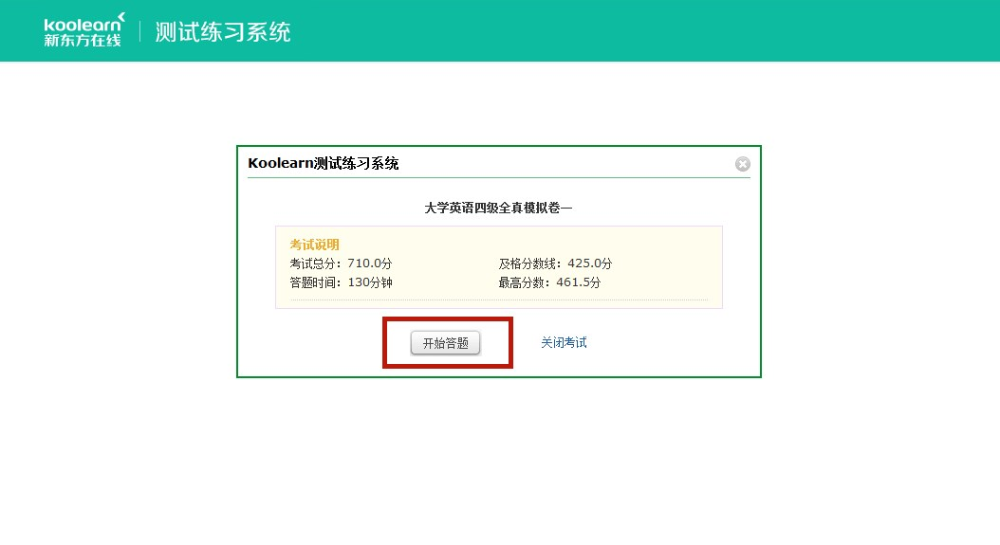 koolearn
新东方在线
测试练习系统
Koolearn测试练习系统
大学英语四级全真模拟卷一
考试说明
考试总分：710.0分 及格分数线：425.0分
答题时间：130分钟 最高分数：461.5分
开始答题 关闭考试